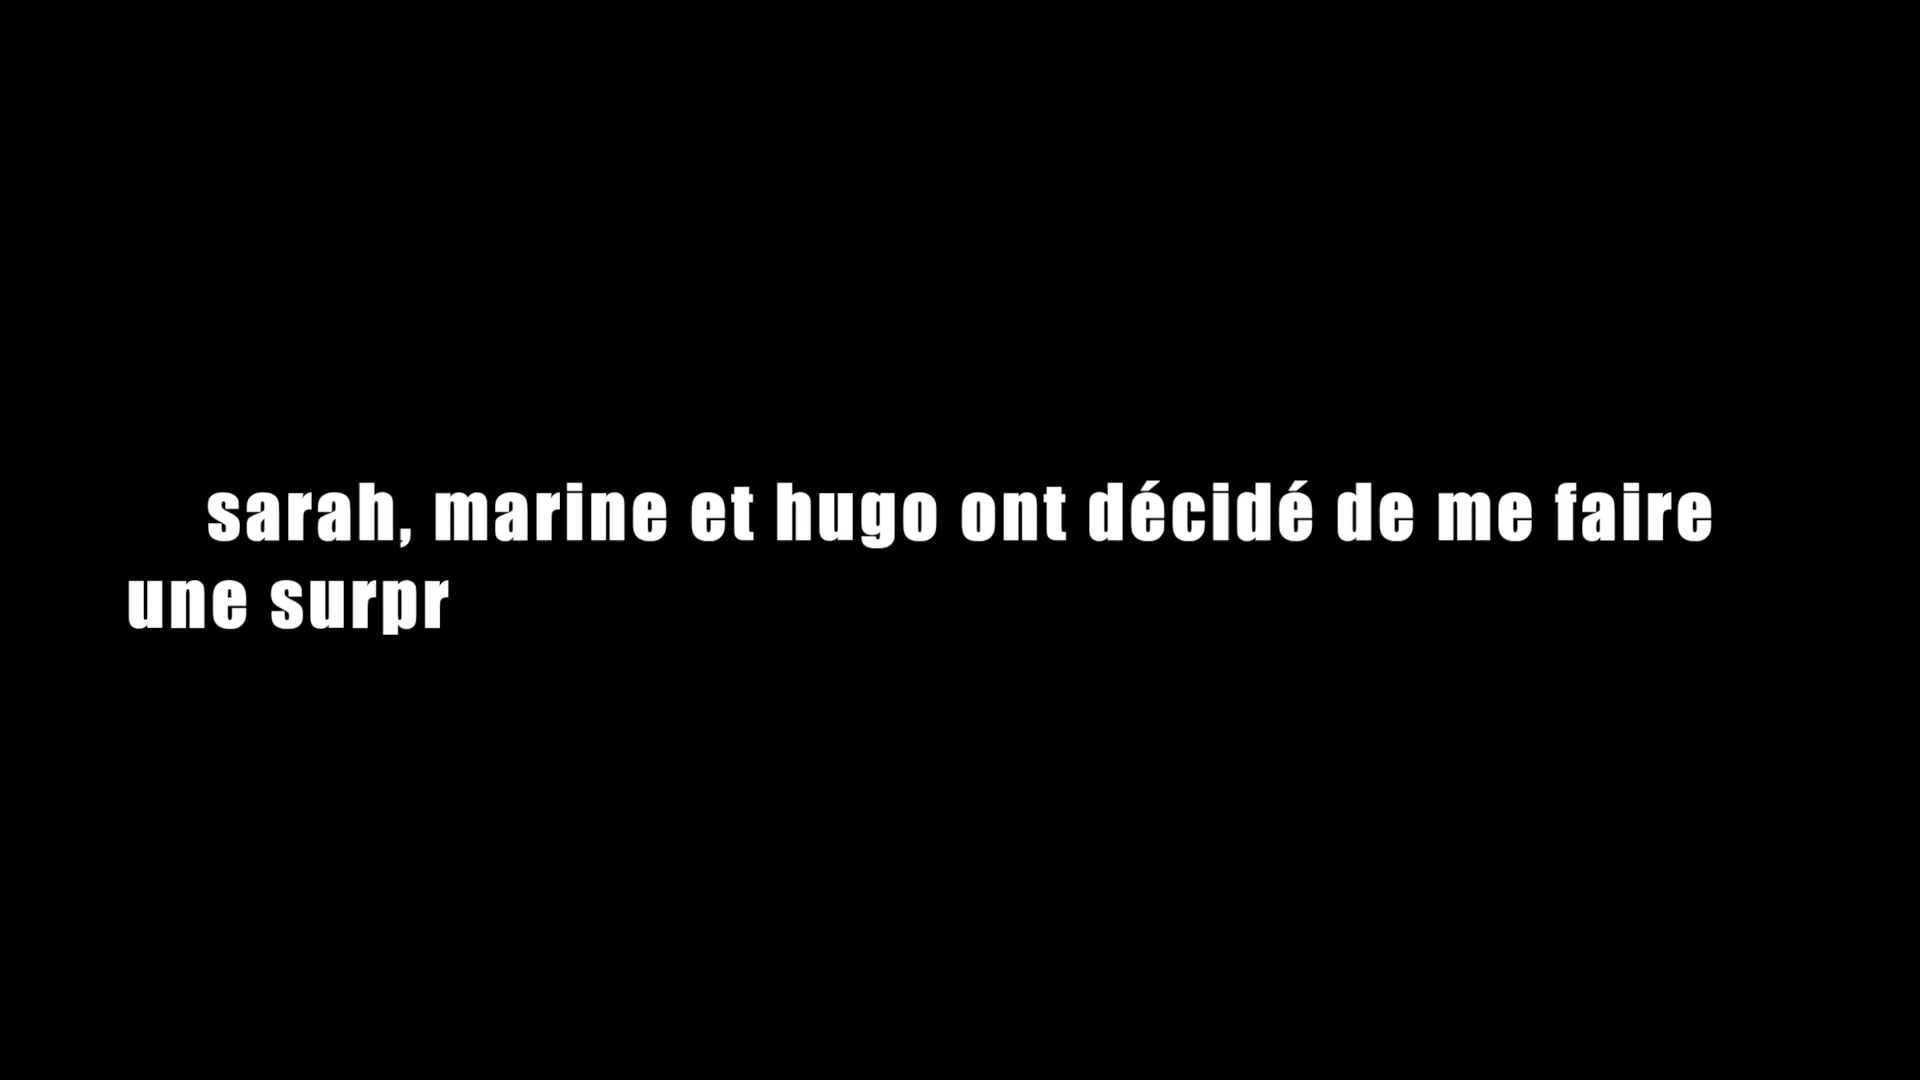 sarah, marine et hugo ont décidé de me faire
une surpr